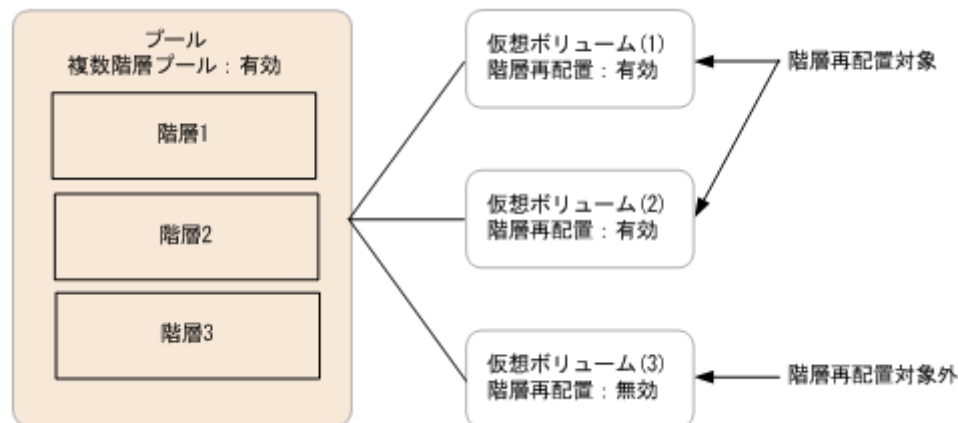 プール
複数階層プール：有効
階層1
階層2
階層3
仮想ボリューム(1)
階層再配置：有効
階層再配置対象
仮想ボリューム(2)
階層再配置：有効
仮想ボリューム(3)
階層再配置：無効
階層再配置対象外